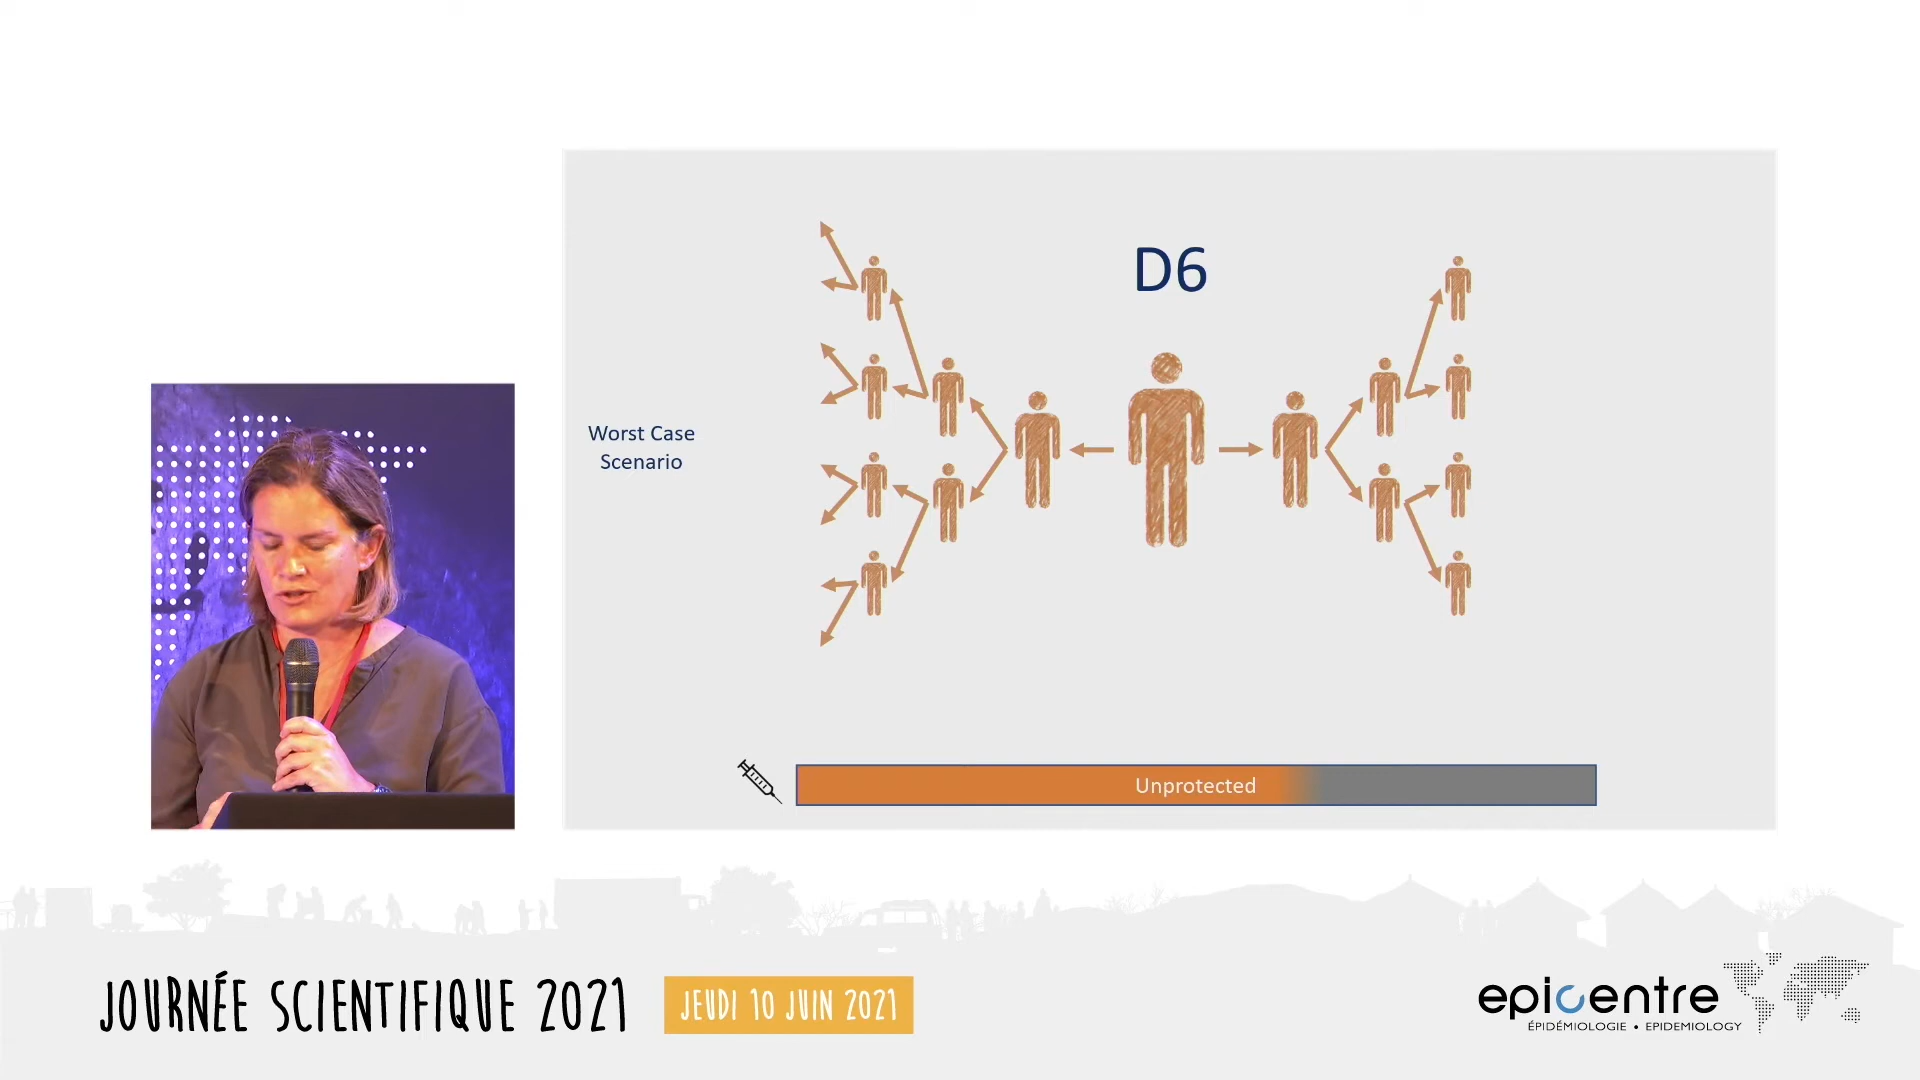 D6
Worst Case
Scenario
Unprotected
JOURNÉE SCIENTIFIQUE 2021
JEUDI 10 JUIN 2021
epicentre
ÉPIDÉMIOLOGIE • EPIDEMIOLOGY